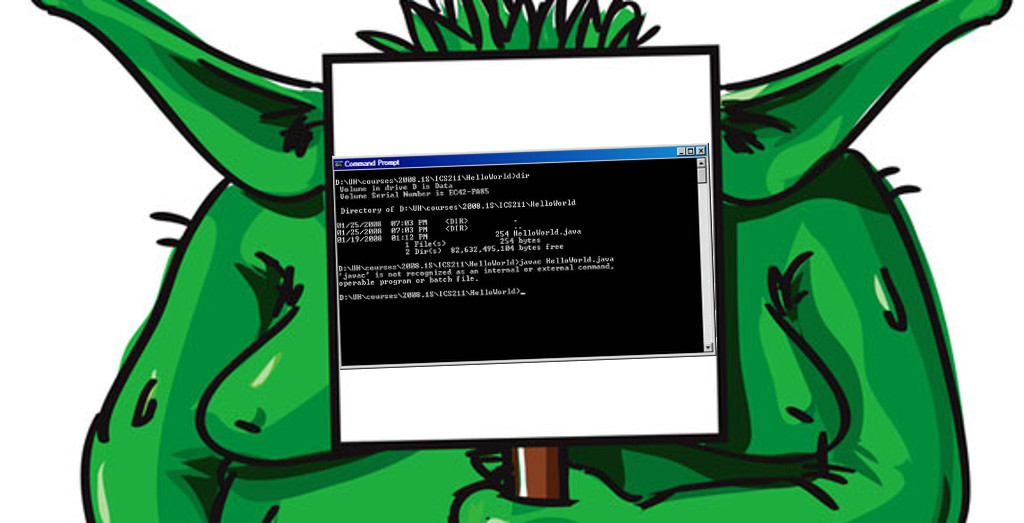 Command Prompt
D:\UH\courses\2008.1S\ICS211\HelloWorld>dir
Volume in drive D is Data
Volume Serial Number is EC42-FA85
Directory of D:\UH\courses\2008.1S\ICS211\HelloWorld
01/25/2008 07:03 PM <DIR> .
01/25/2008 07:03 PM <DIR> ..
01/19/2008 01:12 PM 254 HelloWorld.java
1 File(s) 254 bytes
2 Dir(s) 82,632,495,104 bytes free
D:\UH\courses\2008.1S\ICS211\HelloWorld>javac HelloWorld.java
'javac' is not recognized as an internal or external command,
operable program or batch file.
D:\UH\courses\2008.1S\ICS211\HelloWorld>_